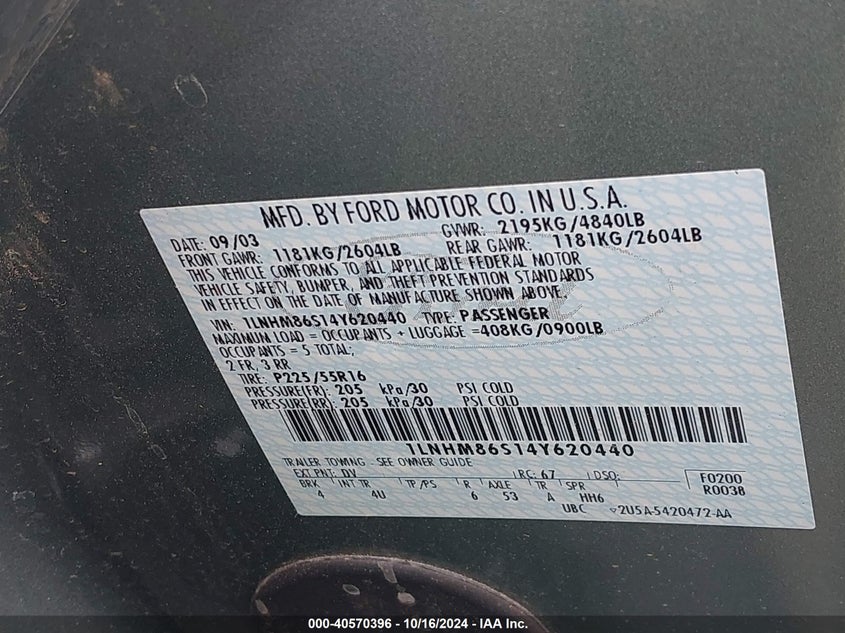 MFD. BY FORD MOTOR CO. IN U.S.A.
DATE: 09/03 GVWR: 2195KG/4840LB
FRONT GAWR: 1181KG/2604LB REAR GAWR: 1181KG/2604LB
THIS VEHICLE CONFORMS TO ALL APPLICABLE FEDERAL MOTOR
VEHICLE SAFETY, BUMPER, AND THEFT PREVENTION STANDARDS
IN EFFECT ON THE DATE OF MANUFACTURE SHOWN ABOVE.
VIN: 1LNHM86S14Y620440 TYPE: PASSENGER
MAXIMUM LOAD = OCCUPANTS + LUGGAGE =408KG/0900LB
OCCUPANTS = 5 TOTAL,
2 FR, 3 RR
TIRE: P225/55R16
PRESSURE(FR): 205 kPa/30 PSI COLD
PRESSURE(RR): 205 kPa/30 PSI COLD
1LNHM86S14Y620440
TRAILER TOWING - SEE OWNER GUIDE
EXT PNT: DV RC: 67 DSO: F0200
BRK INT TR TP/PS R AXLE TR SPR R0038
4 4U 6 53 A HH6
UBC ▽2U5A-5420472-AA
000-40570396 - 10/16/2024 - IAA Inc.